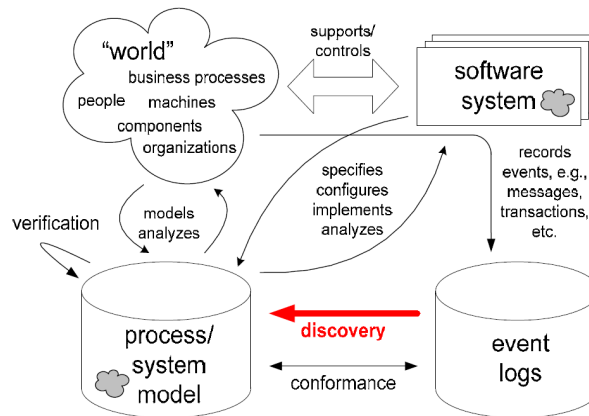 “world”
business processes
people machines
components
organizations
supports/
controls
software
system
records
events, e.g.,
messages,
transactions,
etc.
specifies
configures
implements
analyzes
models
analyzes
verification
process/
system
model
discovery
conformance
event
logs